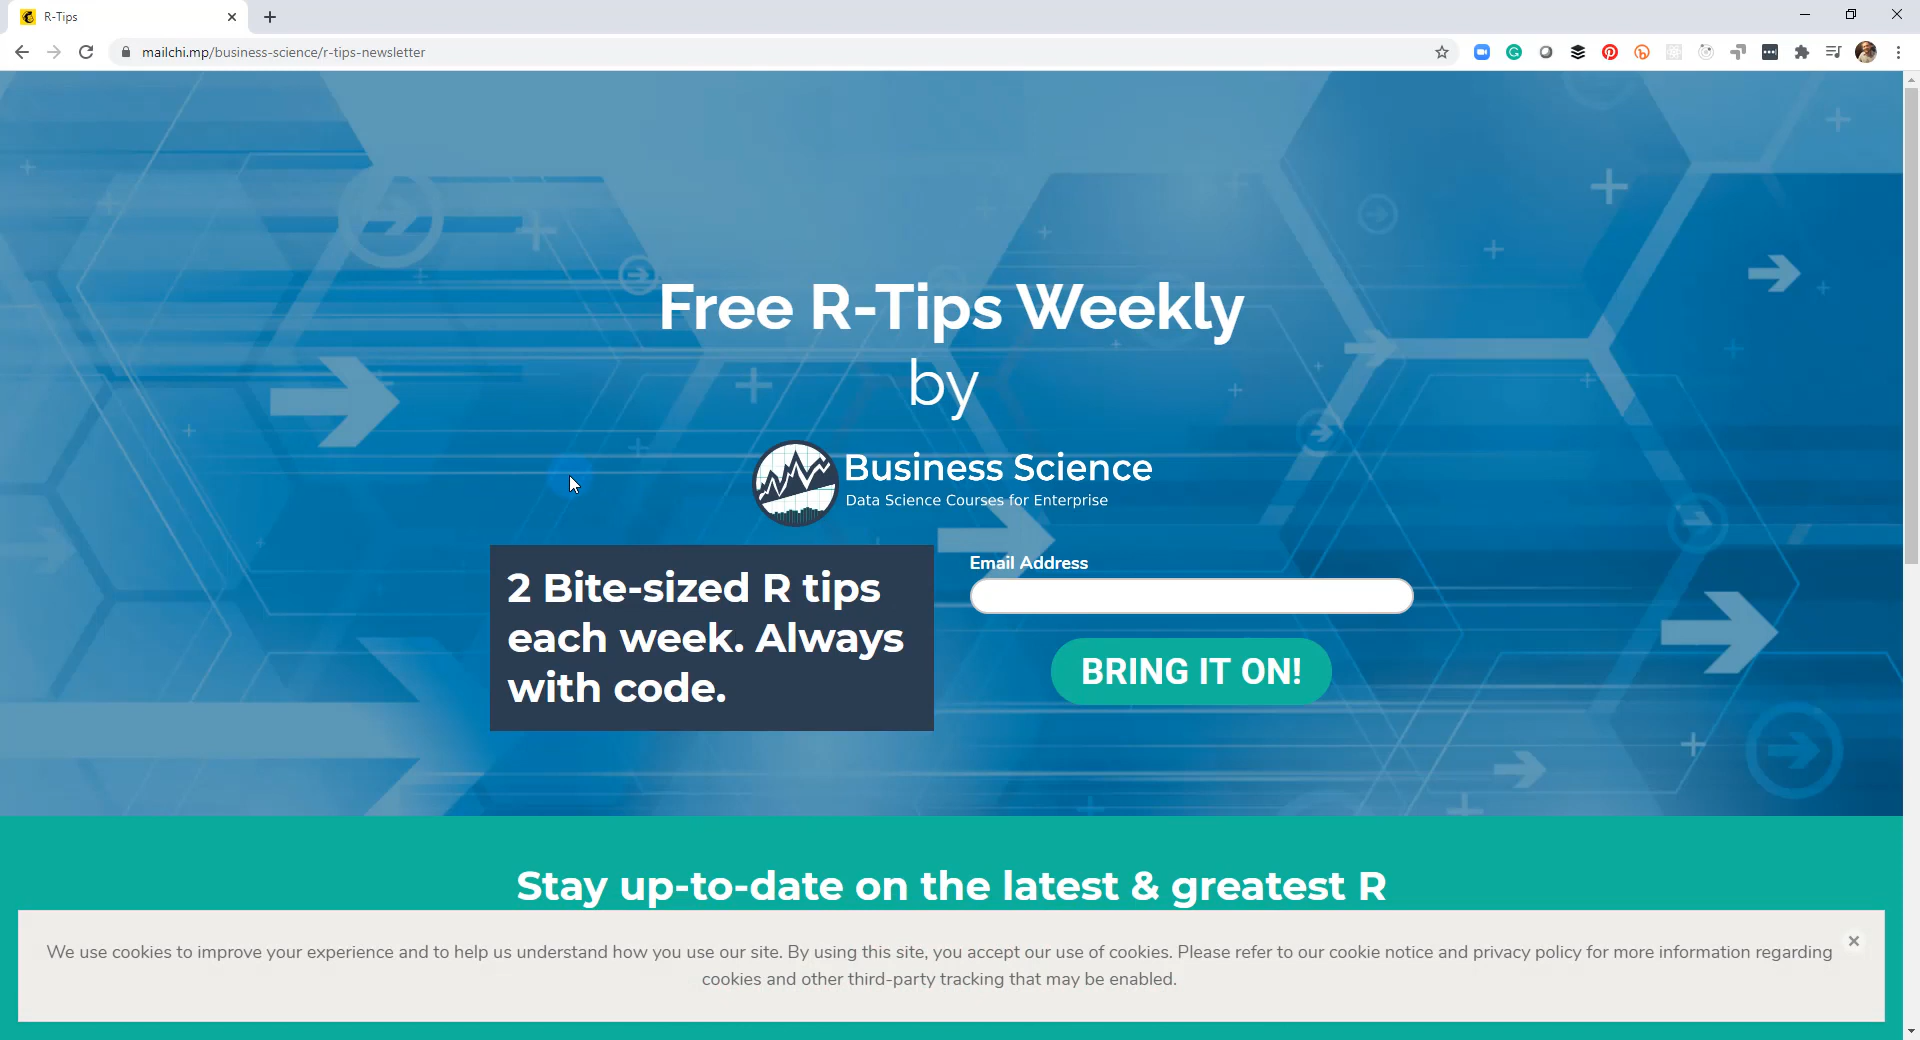 R-Tips
mailchi.mp/business-science/r-tips-newsletter
Free R-Tips Weekly
by
Business Science
Data Science Courses for Enterprise
2 Bite-sized R tips
each week. Always
with code.
Email Address
BRING IT ON!
Stay up-to-date on the latest & greatest R
We use cookies to improve your experience and to help us understand how you use our site. By using this site, you accept our use of cookies. Please refer to our cookie notice and privacy policy for more information regarding
cookies and other third-party tracking that may be enabled.